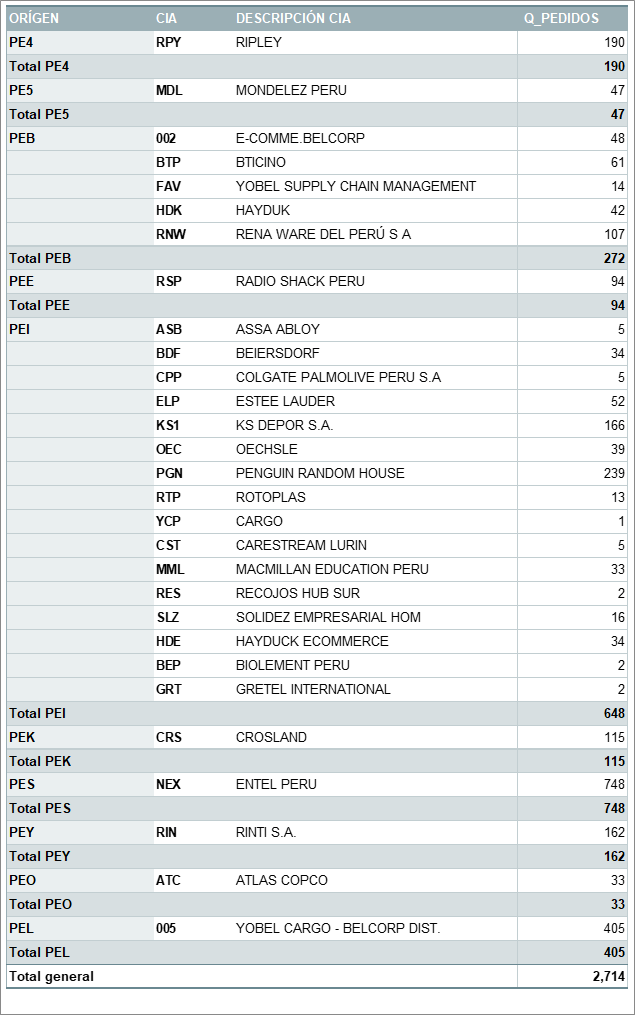 ORÍGEN CIA DESCRIPCIÓN CIA Q_PEDIDOS
PE4 RPY RIPLEY 190
Total PE4 190
PE5 MDL MONDELEZ PERU 47
Total PE5 47
PEB 002 E-COMME.BELCORP 48
BTP BTICINO 61
FAV YOBEL SUPPLY CHAIN MANAGEMENT 14
HDK HAYDUK 42
RNW RENA WARE DEL PERÚ S A 107
Total PEB 272
PEE RSP RADIO SHACK PERU 94
Total PEE 94
PEI ASB ASSA ABLOY 5
BDF BEIERSDORF 34
CPP COLGATE PALMOLIVE PERU S.A 5
ELP ESTEE LAUDER 52
KS1 KS DEPOR S.A. 166
OEC OECHSLE 39
PGN PENGUIN RANDOM HOUSE 239
RTP ROTOPLAS 13
YCP CARGO 1
CST CARESTREAM LURIN 5
MML MACMILLAN EDUCATION PERU 33
RES RECOJOS HUB SUR 2
SLZ SOLIDEZ EMPRESARIAL HOM 16
HDE HAYDUCK ECOMMERCE 34
BEP BIOLEMENT PERU 2
GRT GRETEL INTERNATIONAL 2
Total PEI 648
PEK CRS CROSLAND 115
Total PEK 115
PES NEX ENTEL PERU 748
Total PES 748
PEY RIN RINTI S.A. 162
Total PEY 162
PEO ATC ATLAS COPCO 33
Total PEO 33
PEL 005 YOBEL CARGO - BELCORP DIST. 405
Total PEL 405
Total general 2,714